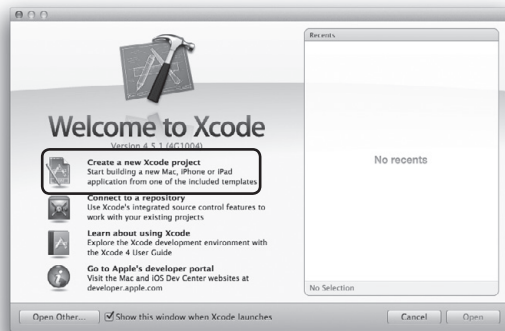 Welcome to Xcode
Version 4.5.1 (4G1004)
Create a new Xcode project
Start building a new Mac, iPhone or iPad
application from one of the included templates
Connect to a repository
Use Xcode's integrated source control features to
work with your existing projects
Learn about using Xcode
Explore the Xcode development environment with
the Xcode 4 User Guide
Go to Apple's developer portal
Visit the Mac and iOS Dev Center websites at
developer.apple.com
Recents
No recents
No Selection
Open Other...
Show this window when Xcode launches
Cancel
Open